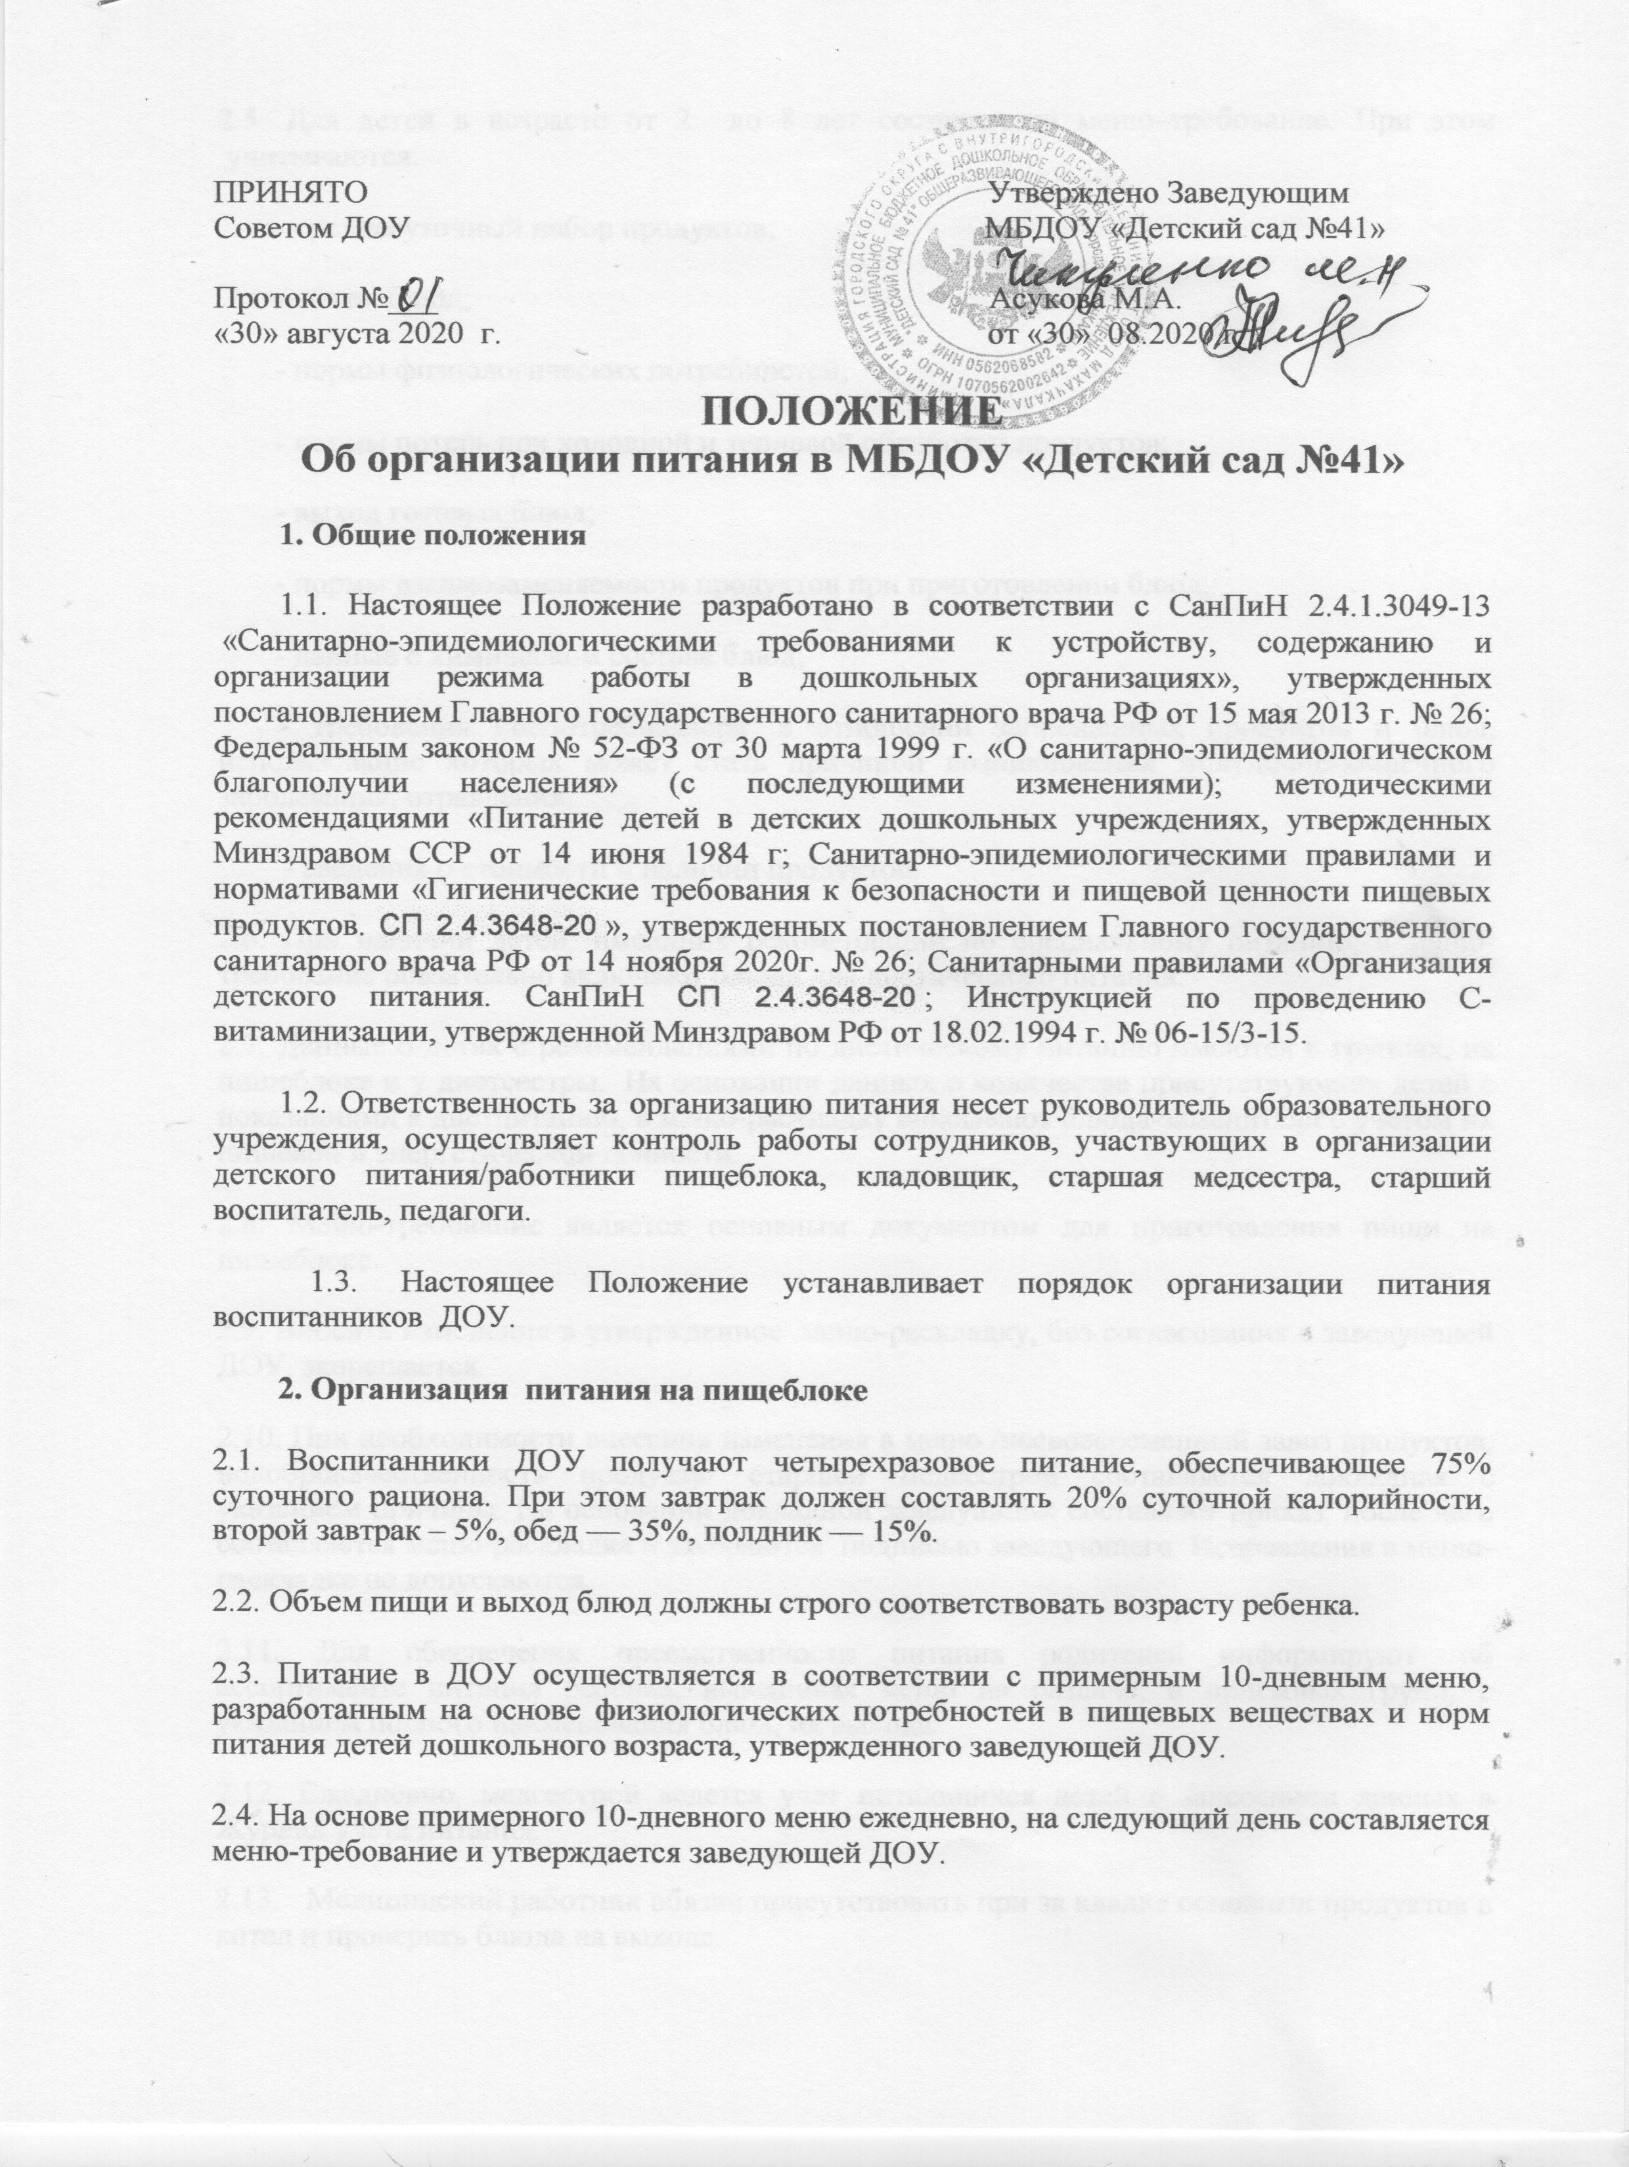 ПРИНЯТО
Советом ДОУ
Протокол № 01
«30» августа 2020 г.
Утверждено Заведующим
МБДОУ «Детский сад №41»
Асукова М.А.
от «30» 08.2020 г.
ИНН 0562068582
ОГРН 1070562002642
ПОЛОЖЕНИЕ
Об организации питания в МБДОУ «Детский сад №41»
1. Общие положения
1.1. Настоящее Положение разработано в соответствии с СанПиН 2.4.1.3049-13
«Санитарно-эпидемиологическими требованиями к устройству, содержанию и
организации режима работы в дошкольных организациях», утвержденных
постановлением Главного государственного санитарного врача РФ от 15 мая 2013 г. № 26;
Федеральным законом № 52-ФЗ от 30 марта 1999 г. «О санитарно-эпидемиологическом
благополучии населения» (с последующими изменениями); методическими
рекомендациями «Питание детей в детских дошкольных учреждениях, утвержденных
Минздравом ССР от 14 июня 1984 г; Санитарно-эпидемиологическими правилами и
нормативами «Гигиенические требования к безопасности и пищевой ценности пищевых
продуктов. СП 2.4.3648-20 », утвержденных постановлением Главного государственного
санитарного врача РФ от 14 ноября 2020г. № 26; Санитарными правилами «Организация
детского питания. СанПиН СП 2.4.3648-20 ; Инструкцией по проведению С-
витаминизации, утвержденной Минздравом РФ от 18.02.1994 г. № 06-15/3-15.
1.2. Ответственность за организацию питания несет руководитель образовательного
учреждения, осуществляет контроль работы сотрудников, участвующих в организации
детского питания/работники пищеблока, кладовщик, старшая медсестра, старший
воспитатель, педагоги.
1.3. Настоящее Положение устанавливает порядок организации питания
воспитанников ДОУ.
2. Организация питания на пищеблоке
2.1. Воспитанники ДОУ получают четырехразовое питание, обеспечивающее 75%
суточного рациона. При этом завтрак должен составлять 20% суточной калорийности,
второй завтрак – 5%, обед — 35%, полдник — 15%.
2.2. Объем пищи и выход блюд должны строго соответствовать возрасту ребенка.
2.3. Питание в ДОУ осуществляется в соответствии с примерным 10-дневным меню,
разработанным на основе физиологических потребностей в пищевых веществах и норм
питания детей дошкольного возраста, утвержденного заведующей ДОУ.
2.4. На основе примерного 10-дневного меню ежедневно, на следующий день составляется
меню-требование и утверждается заведующей ДОУ.